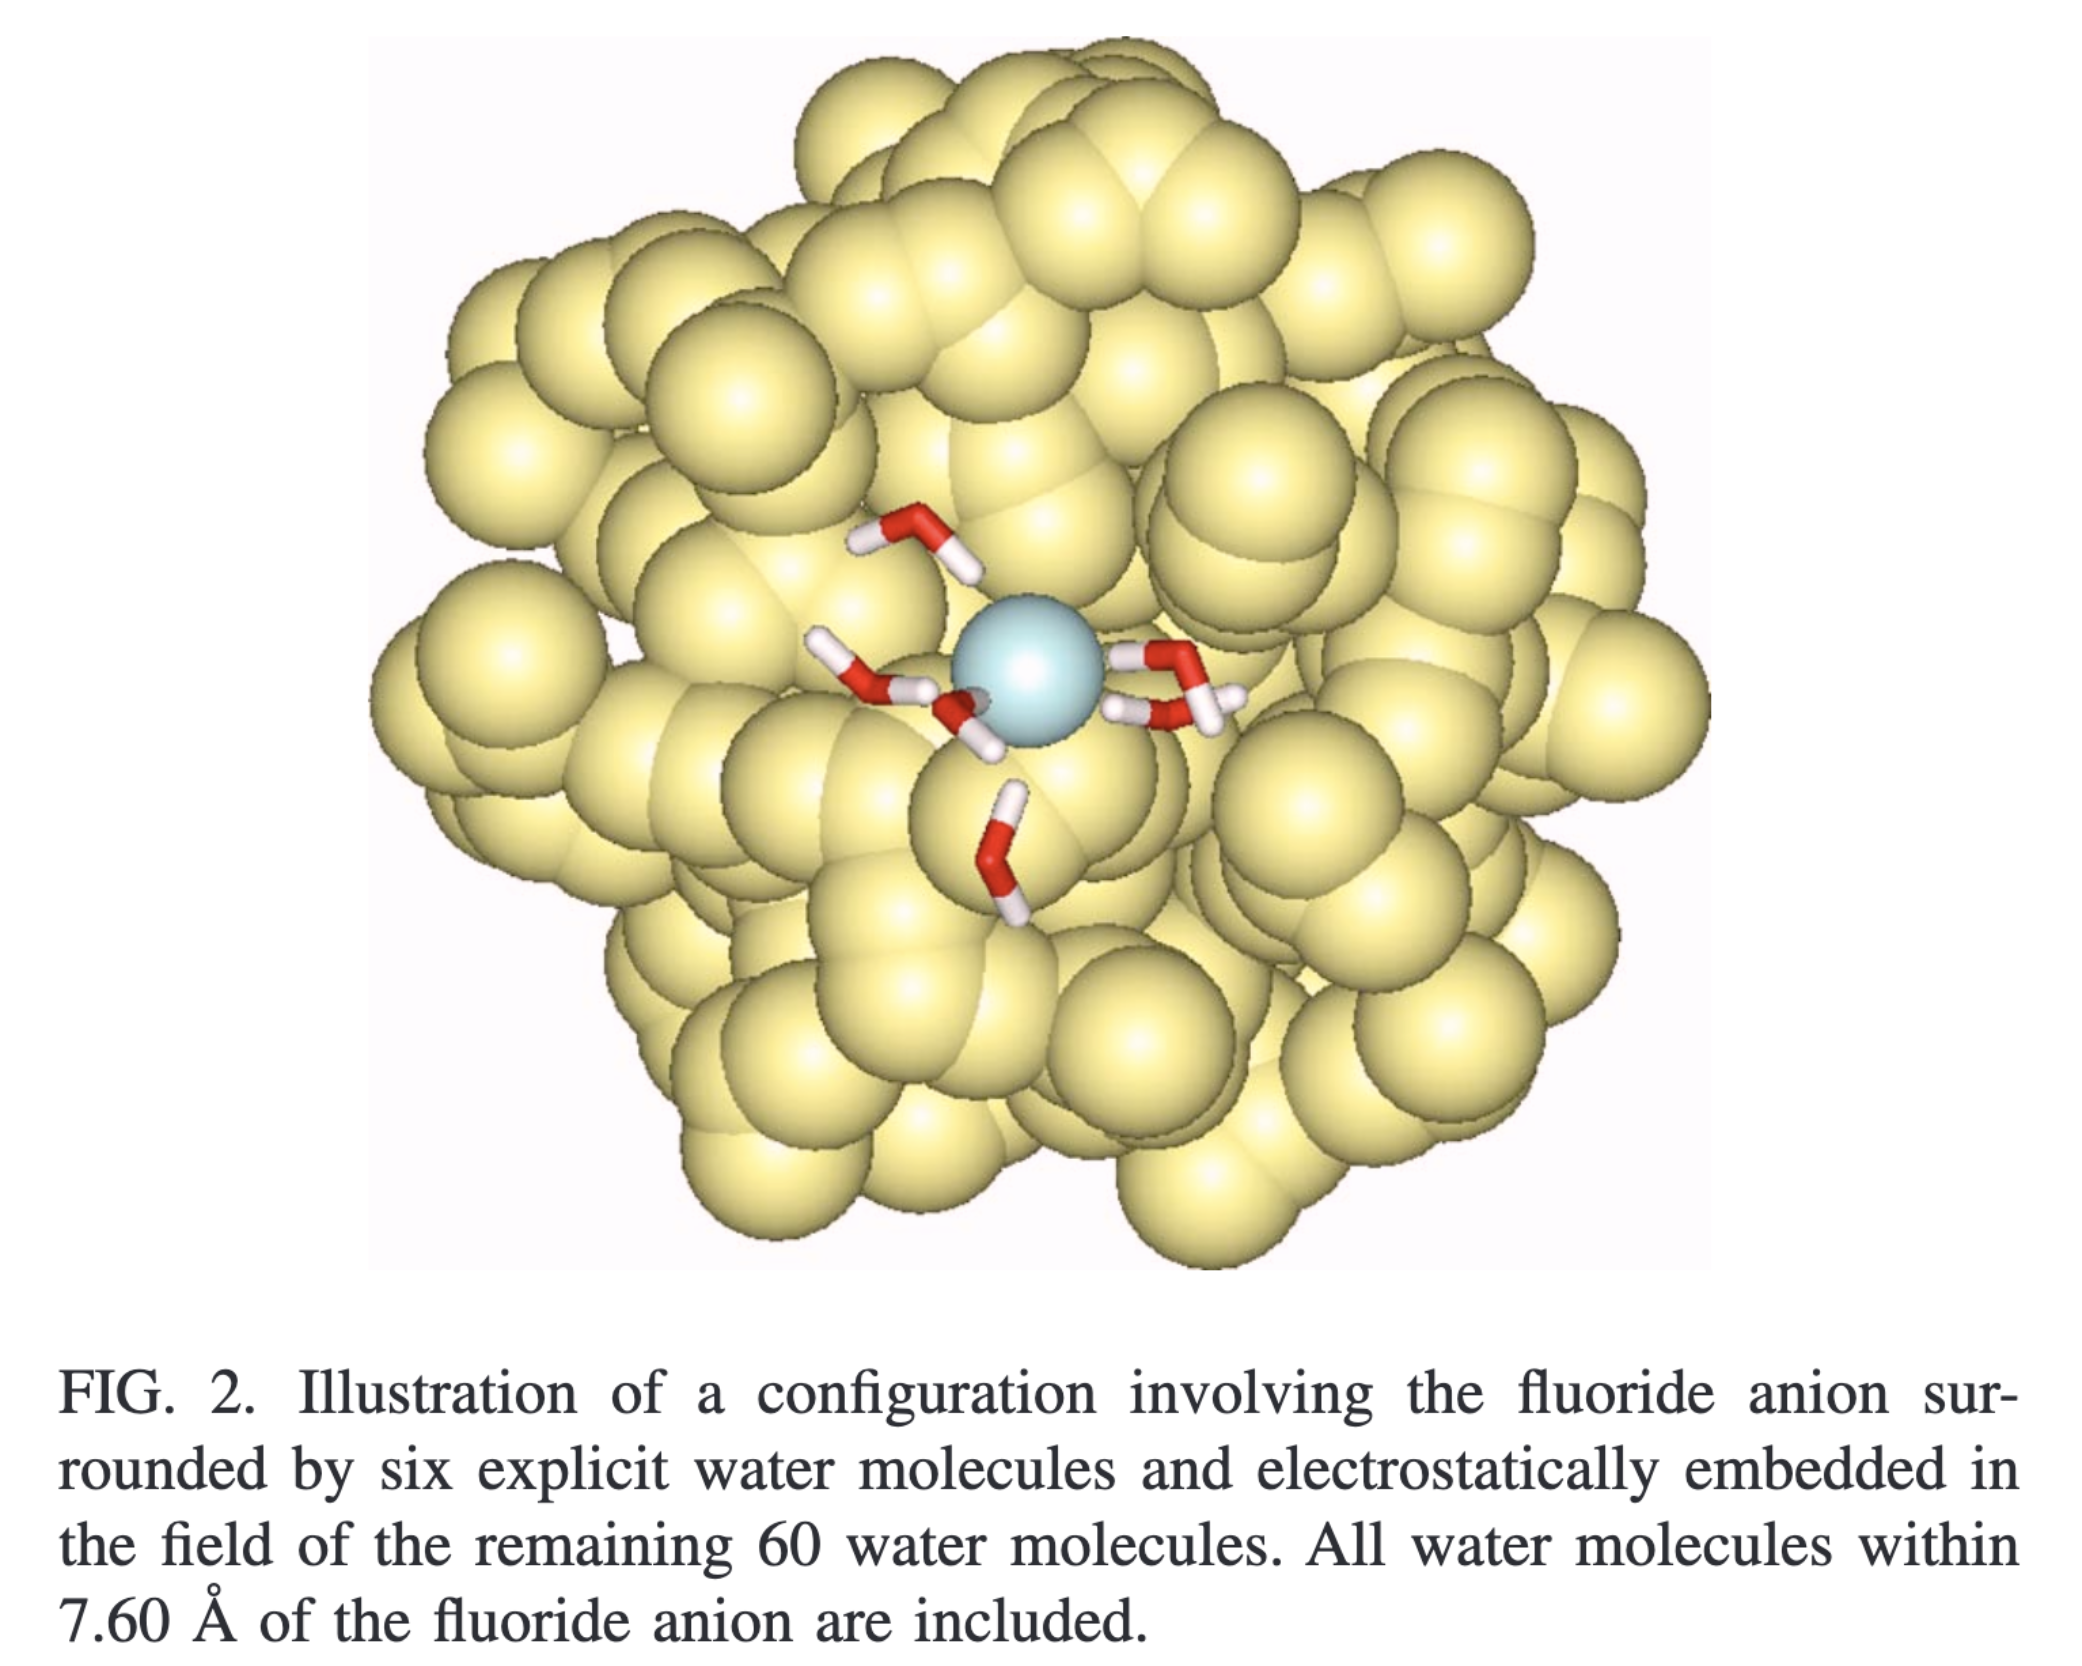 FIG. 2. Illustration of a configuration involving the fluoride anion sur-
rounded by six explicit water molecules and electrostatically embedded in
the field of the remaining 60 water molecules. All water molecules within
7.60 Å of the fluoride anion are included.